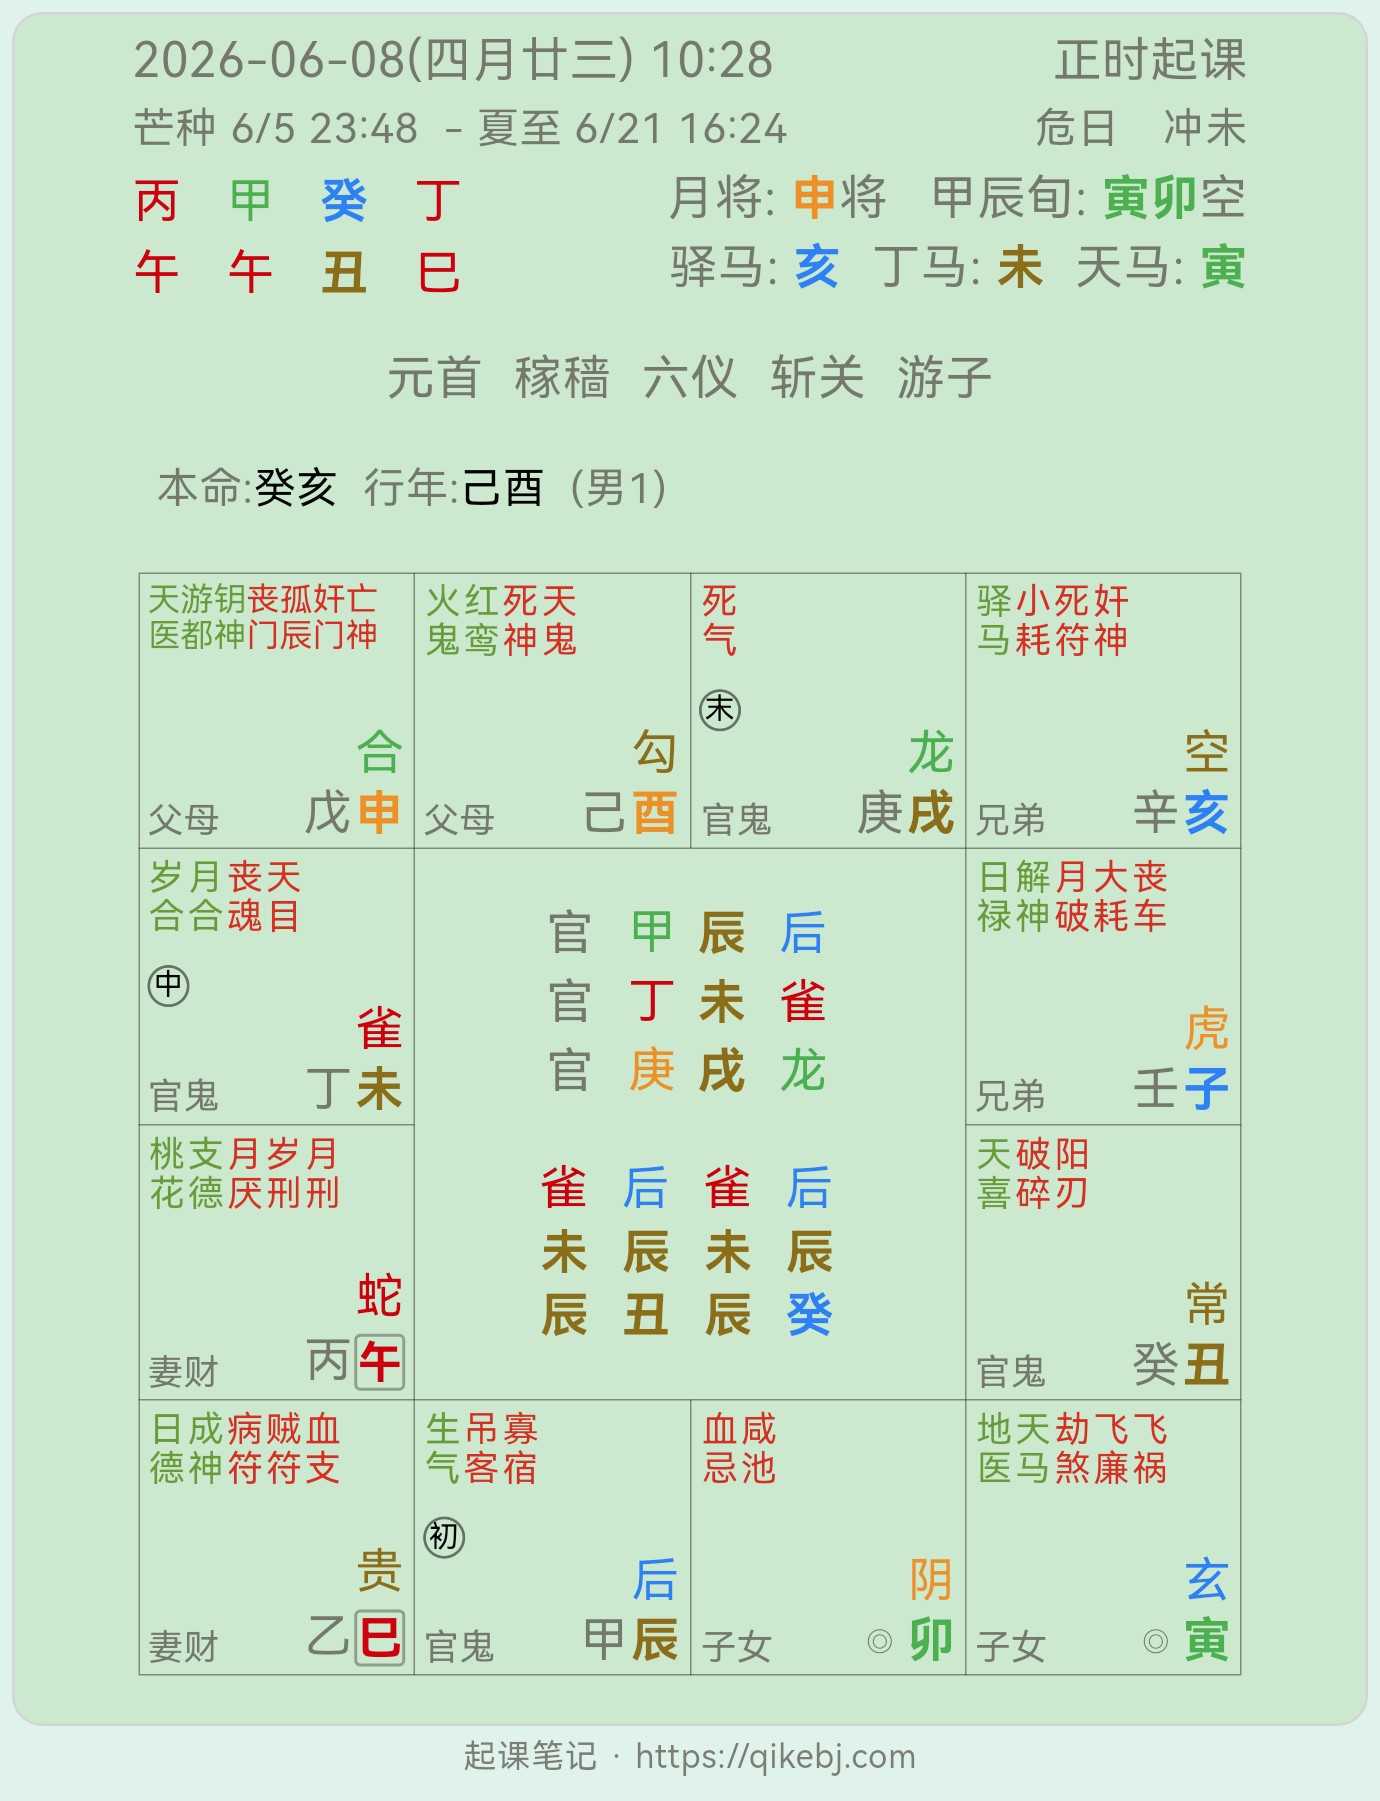 2026-06-08(四月廿三) 10:28 正时起课
芒种 6/5 23:48 - 夏至 6/21 16:24 危日 冲未
丙 甲 癸 丁 月将: 申将 甲辰旬: 寅卯空
午 午 丑 巳 驿马: 亥 丁马: 未 天马: 寅
元首 稼穑 六仪 斩关 游子
本命:癸亥 行年:己酉 (男1)
天游钥丧孤奸亡 火红死天 死 驿小死奸
医都神门辰门神 鬼鸾神鬼 气 马耗符神
末
合 勾 龙 空
父母 戊申 父母 己酉 官鬼 庚戌 兄弟 辛亥
岁月丧天 日解月大丧
合合魂目 禄神破耗车
官 甲 辰 后
中
官 丁 未 雀
雀 虎
官 庚 戌 龙
官鬼 丁未 兄弟 壬子
桃支月岁月 天破阳
花德厌刑刑 喜碎刃
雀 后 雀 后
未 辰 未 辰
蛇 常
辰 丑 辰 癸
妻财 丙午 官鬼 癸丑
日成病贼血 生吊寡 血咸 地天劫飞飞
德神符符支 气客宿 忌池 医马煞廉祸
初
贵 后 阴 玄
妻财 乙巳 官鬼 甲辰 子女 ◎ 卯 子女 ◎ 寅
起课笔记 · https://qikebj.com